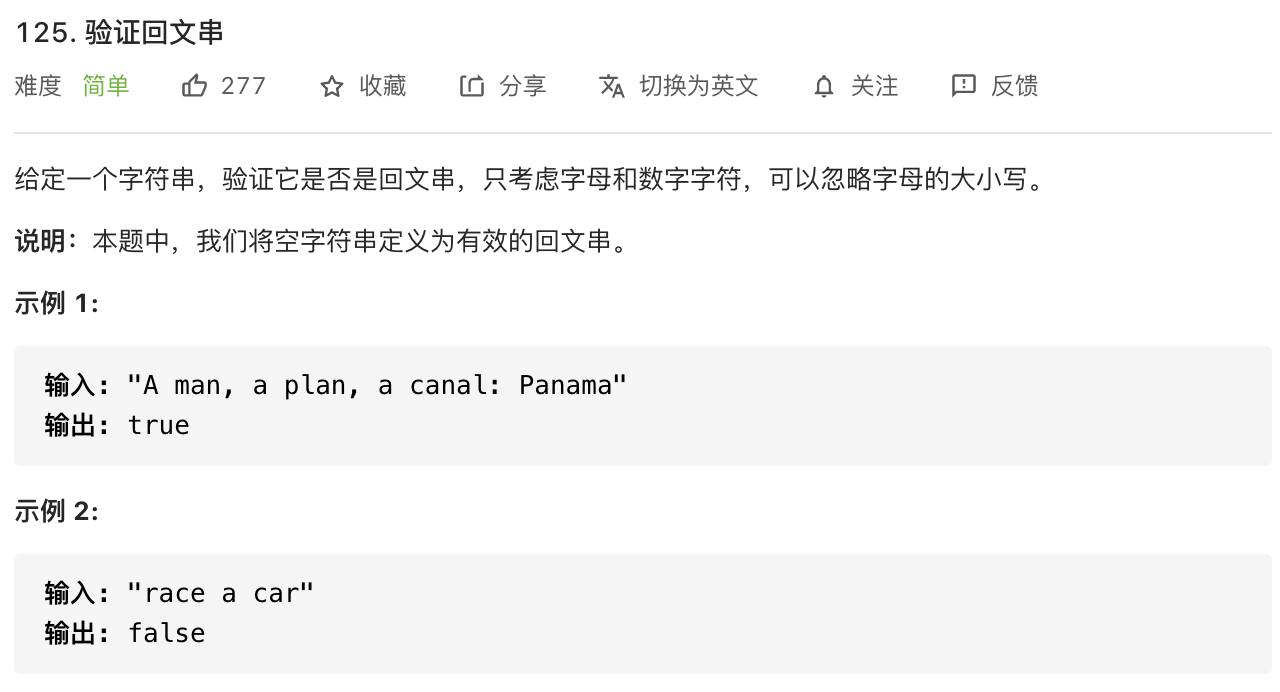 125. 验证回文串
难度 简单 277 收藏 分享 切换为英文 关注 反馈
给定一个字符串，验证它是否是回文串，只考虑字母和数字字符，可以忽略字母的大小写。
说明：本题中，我们将空字符串定义为有效的回文串。
示例 1:
输入: "A man, a plan, a canal: Panama"
输出: true
示例 2:
输入: "race a car"
输出: false